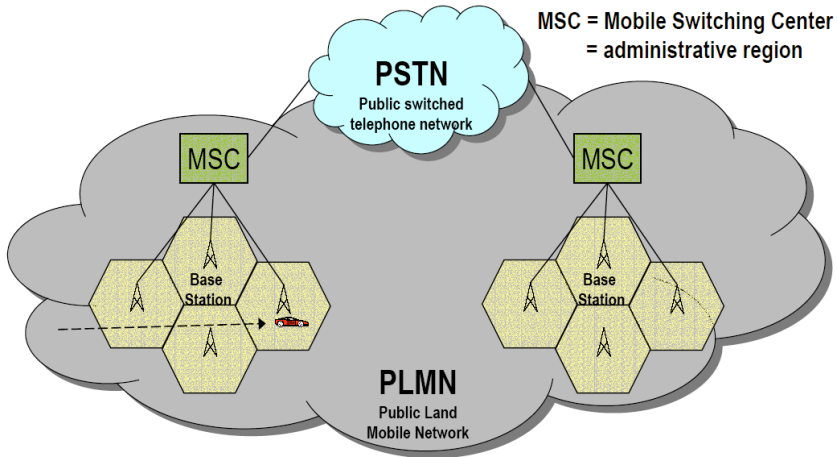 MSC = Mobile Switching Center
= administrative region
PSTN
Public switched
telephone network
MSC
MSC
Base
Station
Base
Station
PLMN
Public Land
Mobile Network